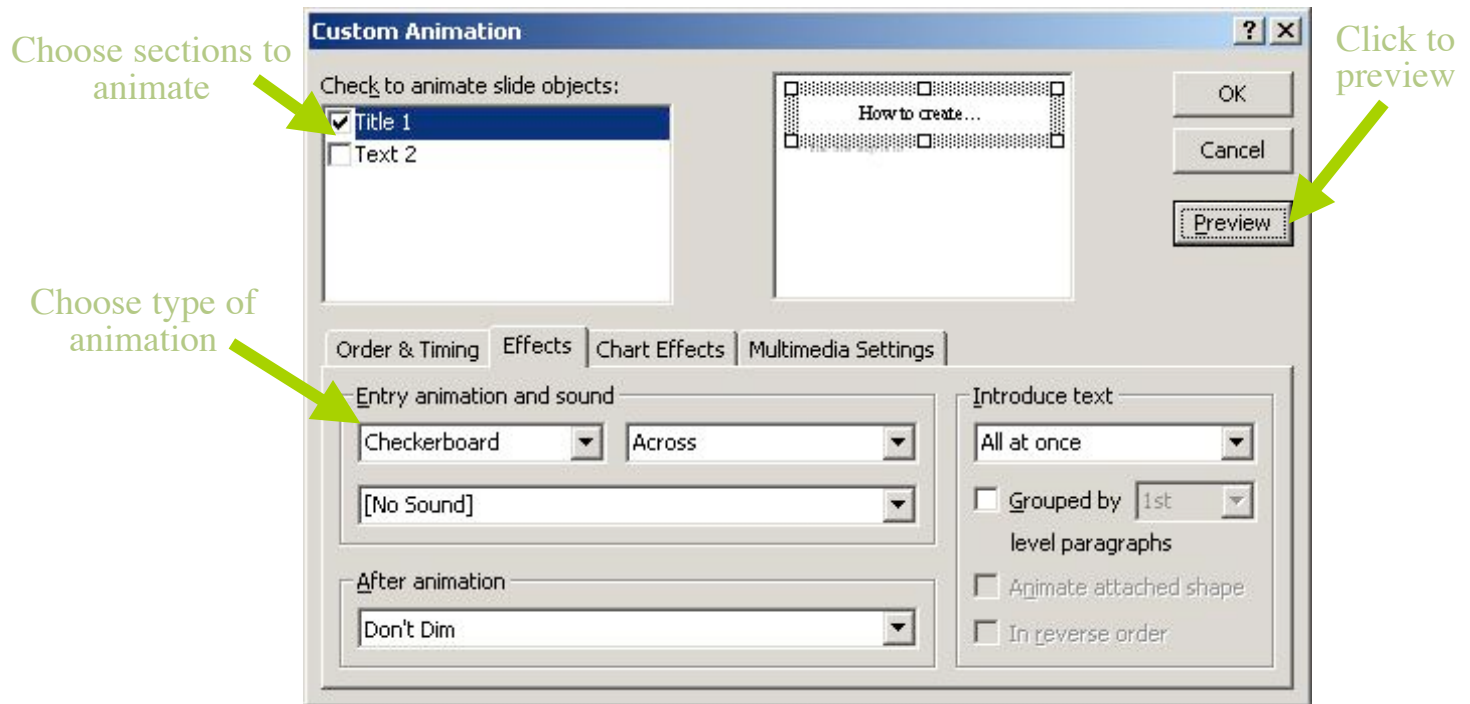 Custom Animation
Choose sections to
animate
Click to
preview
Check to animate slide objects:
Title 1
Text 2
How to create...
OK
Cancel
Preview
Choose type of
animation
Order & Timing
Effects
Chart Effects
Multimedia Settings
Entry animation and sound
Checkerboard
Across
[No Sound]
After animation
Don't Dim
Introduce text
All at once
Grouped by 1st
level paragraphs
Animate attached shape
In reverse order